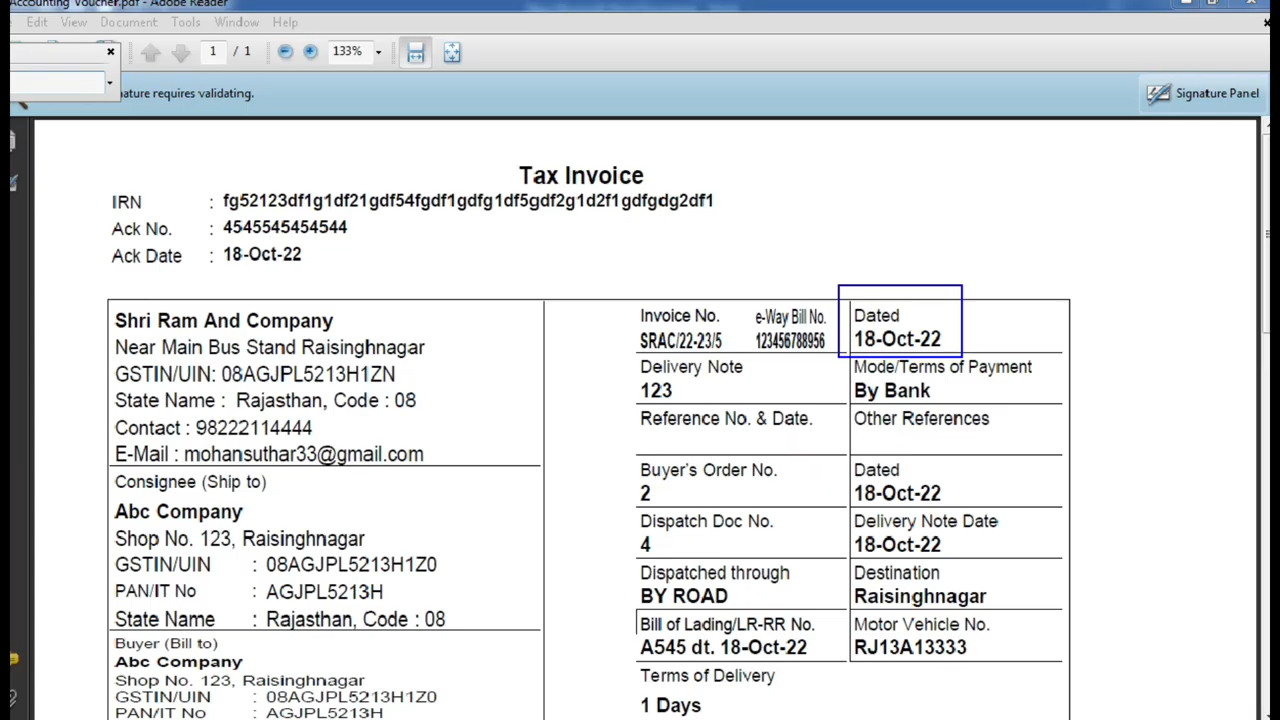 Accounting Voucher.pdf - Adobe Reader
Edit View Document Tools Window Help
1 / 1 133%
requires validating.
Signature Panel
Tax Invoice
IRN : fg52123df1g1df21gdf54fgdf1gdfg1df5gdf2g1d2f1gdfgdg2df1
Ack No. : 4545545454544
Ack Date : 18-Oct-22
Shri Ram And Company
Near Main Bus Stand Raisinghnagar
GSTIN/UIN: 08AGJPL5213H1ZN
State Name : Rajasthan, Code : 08
Contact : 98222114444
E-Mail : mohansuthar33@gmail.com
Consignee (Ship to)
Abc Company
Shop No. 123, Raisinghnagar
GSTIN/UIN : 08AGJPL5213H1Z0
PAN/IT No : AGJPL5213H
State Name : Rajasthan, Code : 08
Buyer (Bill to)
Abc Company
Shop No. 123, Raisinghnagar
GSTIN/UIN : 08AGJPL5213H1Z0
PAN/IT No : AGJPL5213H
Invoice No. e-Way Bill No.
SRAC/22-23/5 123456788956
Dated
18-Oct-22
Delivery Note
123
Mode/Terms of Payment
By Bank
Reference No. & Date.
Other References
Buyer's Order No.
2
Dated
18-Oct-22
Dispatch Doc No.
4
Delivery Note Date
18-Oct-22
Dispatched through
BY ROAD
Destination
Raisinghnagar
Bill of Lading/LR-RR No.
A545 dt. 18-Oct-22
Motor Vehicle No.
RJ13A13333
Terms of Delivery
1 Days